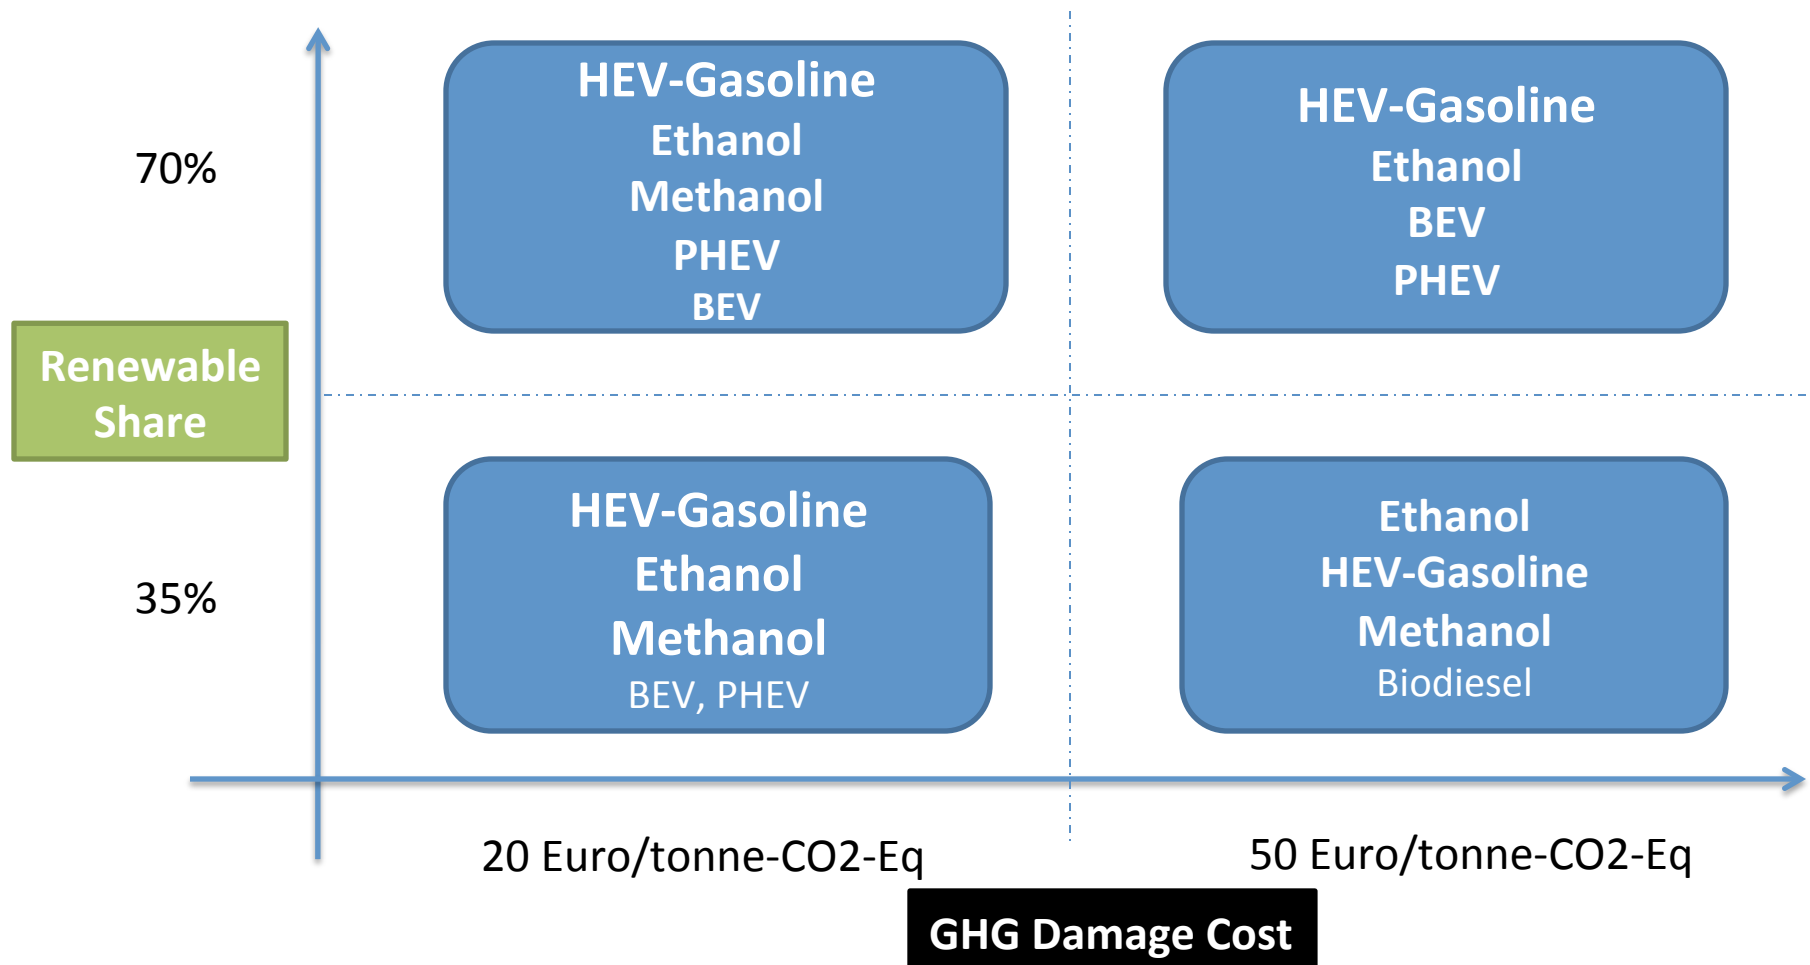 70%
HEV-Gasoline
Ethanol
Methanol
PHEV
BEV
HEV-Gasoline
Ethanol
BEV
PHEV
Renewable
Share
35%
HEV-Gasoline
Ethanol
Methanol
BEV, PHEV
Ethanol
HEV-Gasoline
Methanol
Biodiesel
20 Euro/tonne-CO2-Eq
50 Euro/tonne-CO2-Eq
GHG Damage Cost